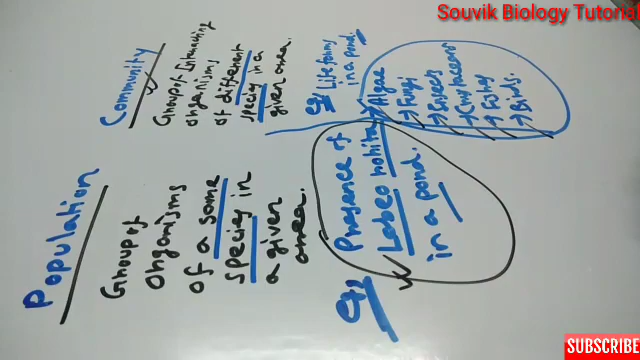 Souvik Biology Tutorial
Population
Group of
organisms
of a same
species in
a given
area.
eg, Presence of
Labeo rohita
in a pond.
Community
Group of Interacting
organisms
of different
species in a
given area.
eg, Life forms
in a pond.
→ Algae
→ Fungi
→ Insects
→ Crustaceans
→ Fishes
→ Birds.
SUBSCRIBE